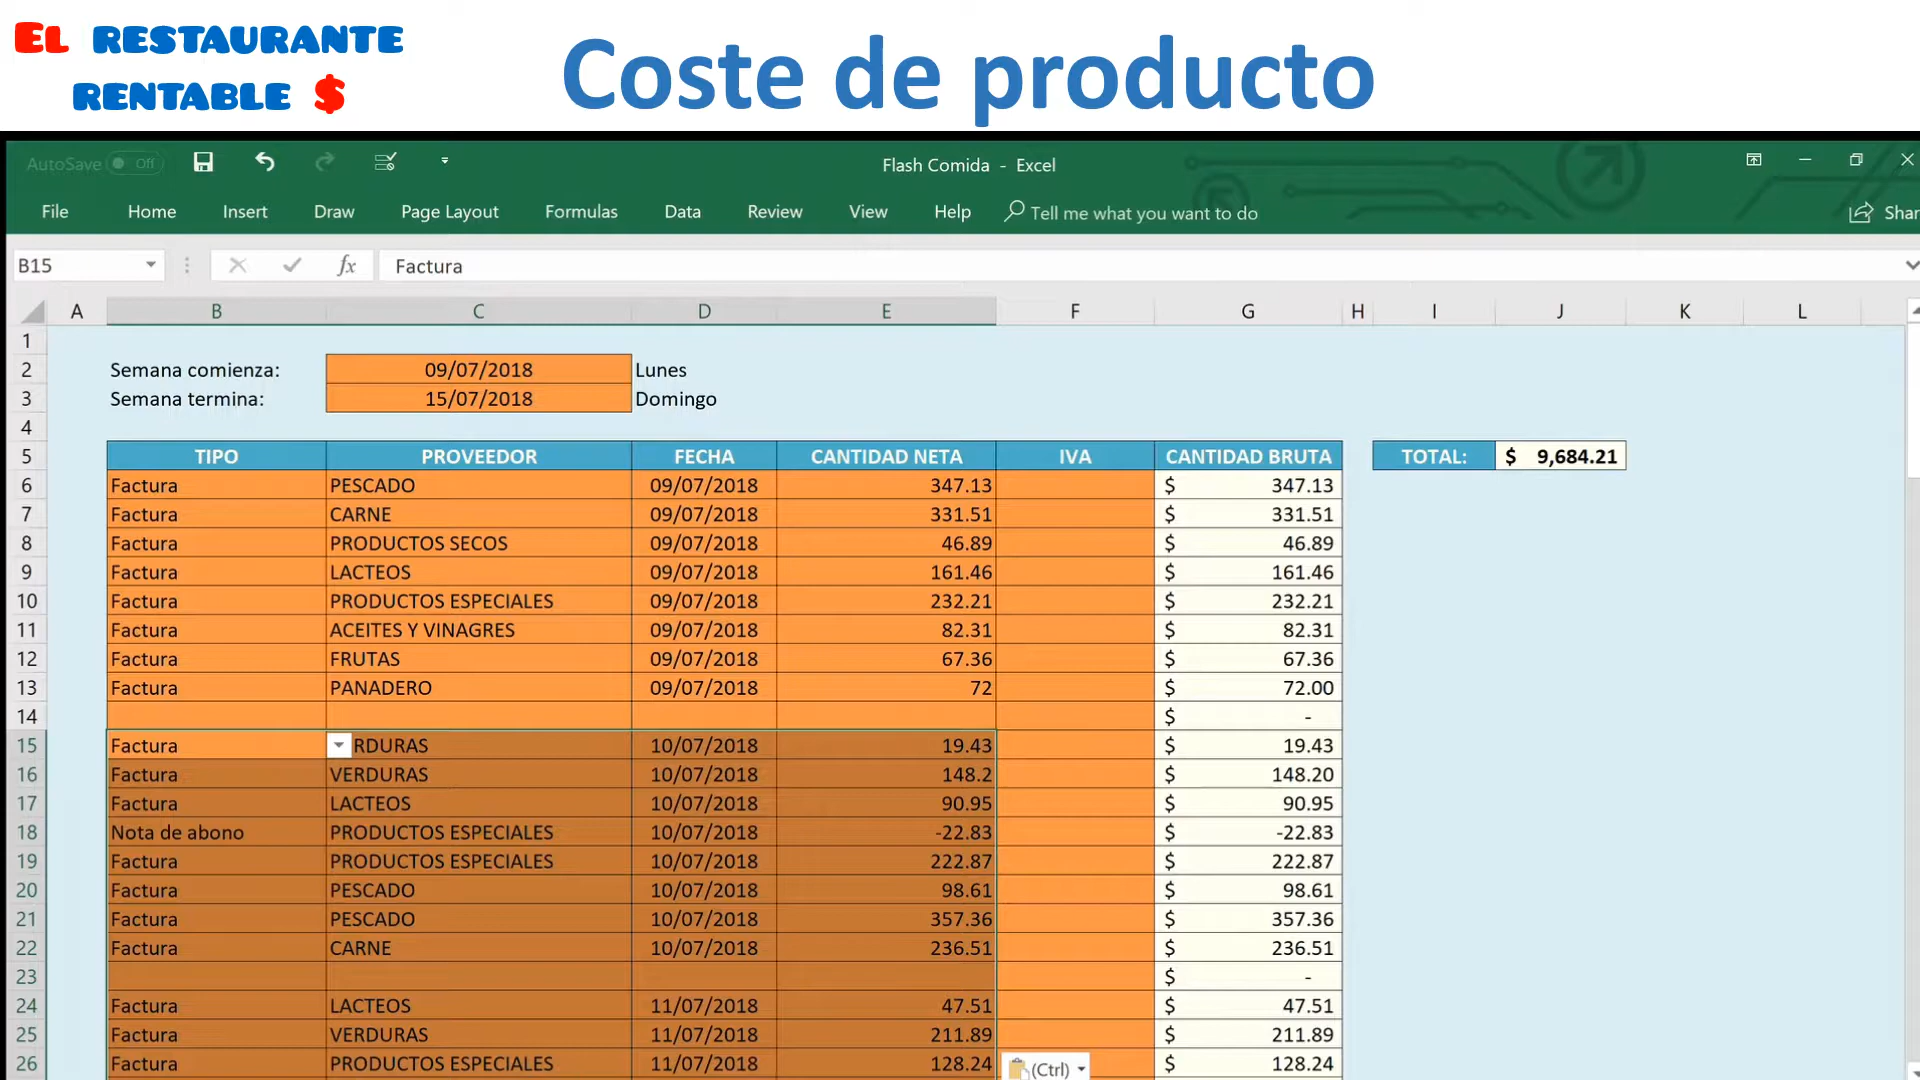 EL RESTAURANTE
RENTABLE $
Coste de producto
AutoSave Off
Flash Comida - Excel
File Home Insert Draw Page Layout Formulas Data Review View Help Tell me what you want to do Shar
B15 fx Factura
A B C D E F G H I J K L
1
2 Semana comienza: 09/07/2018 Lunes
3 Semana termina: 15/07/2018 Domingo
4
5 TIPO PROVEEDOR FECHA CANTIDAD NETA IVA CANTIDAD BRUTA TOTAL: $ 9,684.21
6 Factura PESCADO 09/07/2018 347.13 $ 347.13
7 Factura CARNE 09/07/2018 331.51 $ 331.51
8 Factura PRODUCTOS SECOS 09/07/2018 46.89 $ 46.89
9 Factura LACTEOS 09/07/2018 161.46 $ 161.46
10 Factura PRODUCTOS ESPECIALES 09/07/2018 232.21 $ 232.21
11 Factura ACEITES Y VINAGRES 09/07/2018 82.31 $ 82.31
12 Factura FRUTAS 09/07/2018 67.36 $ 67.36
13 Factura PANADERO 09/07/2018 72 $ 72.00
14 $ -
15 Factura RDURAS 10/07/2018 19.43 $ 19.43
16 Factura VERDURAS 10/07/2018 148.2 $ 148.20
17 Factura LACTEOS 10/07/2018 90.95 $ 90.95
18 Nota de abono PRODUCTOS ESPECIALES 10/07/2018 -22.83 $ -22.83
19 Factura PRODUCTOS ESPECIALES 10/07/2018 222.87 $ 222.87
20 Factura PESCADO 10/07/2018 98.61 $ 98.61
21 Factura PESCADO 10/07/2018 357.36 $ 357.36
22 Factura CARNE 10/07/2018 236.51 $ 236.51
23 $ -
24 Factura LACTEOS 11/07/2018 47.51 $ 47.51
25 Factura VERDURAS 11/07/2018 211.89 $ 211.89
26 Factura PRODUCTOS ESPECIALES 11/07/2018 128.24 $ 128.24
(Ctrl)